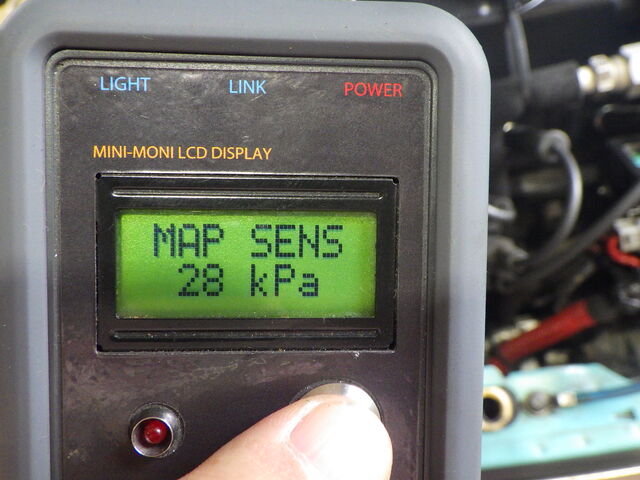 LIGHT LINK POWER
MINI-MONI LCD DISPLAY
MAP SENS
28 kPa